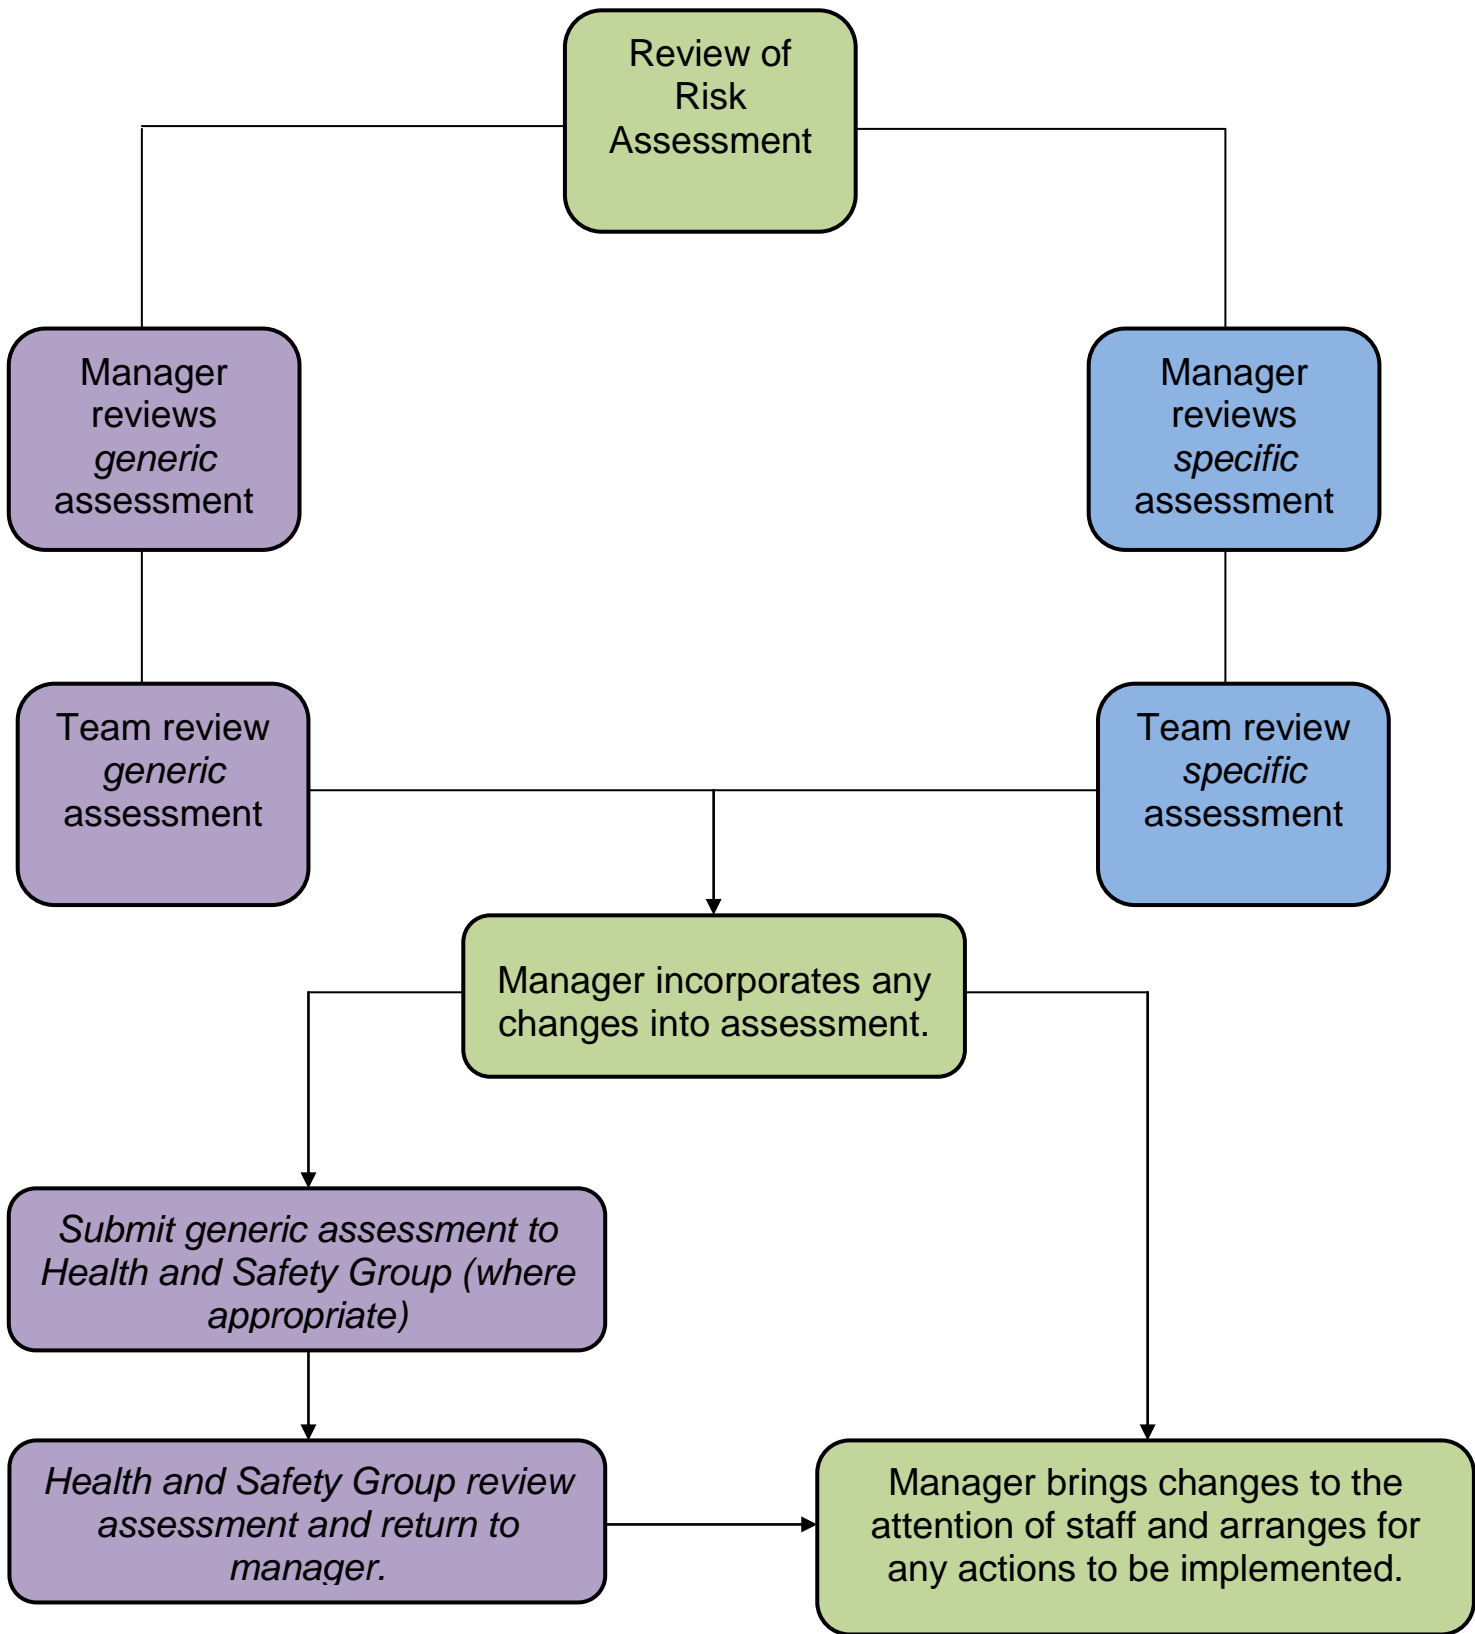 Review of
Risk
Assessment
Manager
reviews
generic
assessment
Manager
reviews
specific
assessment
Team review
generic
assessment
Team review
specific
assessment
Manager incorporates any
changes into assessment.
Submit generic assessment to
Health and Safety Group (where
appropriate)
Health and Safety Group review
assessment and return to
manager.
Manager brings changes to the
attention of staff and arranges for
any actions to be implemented.